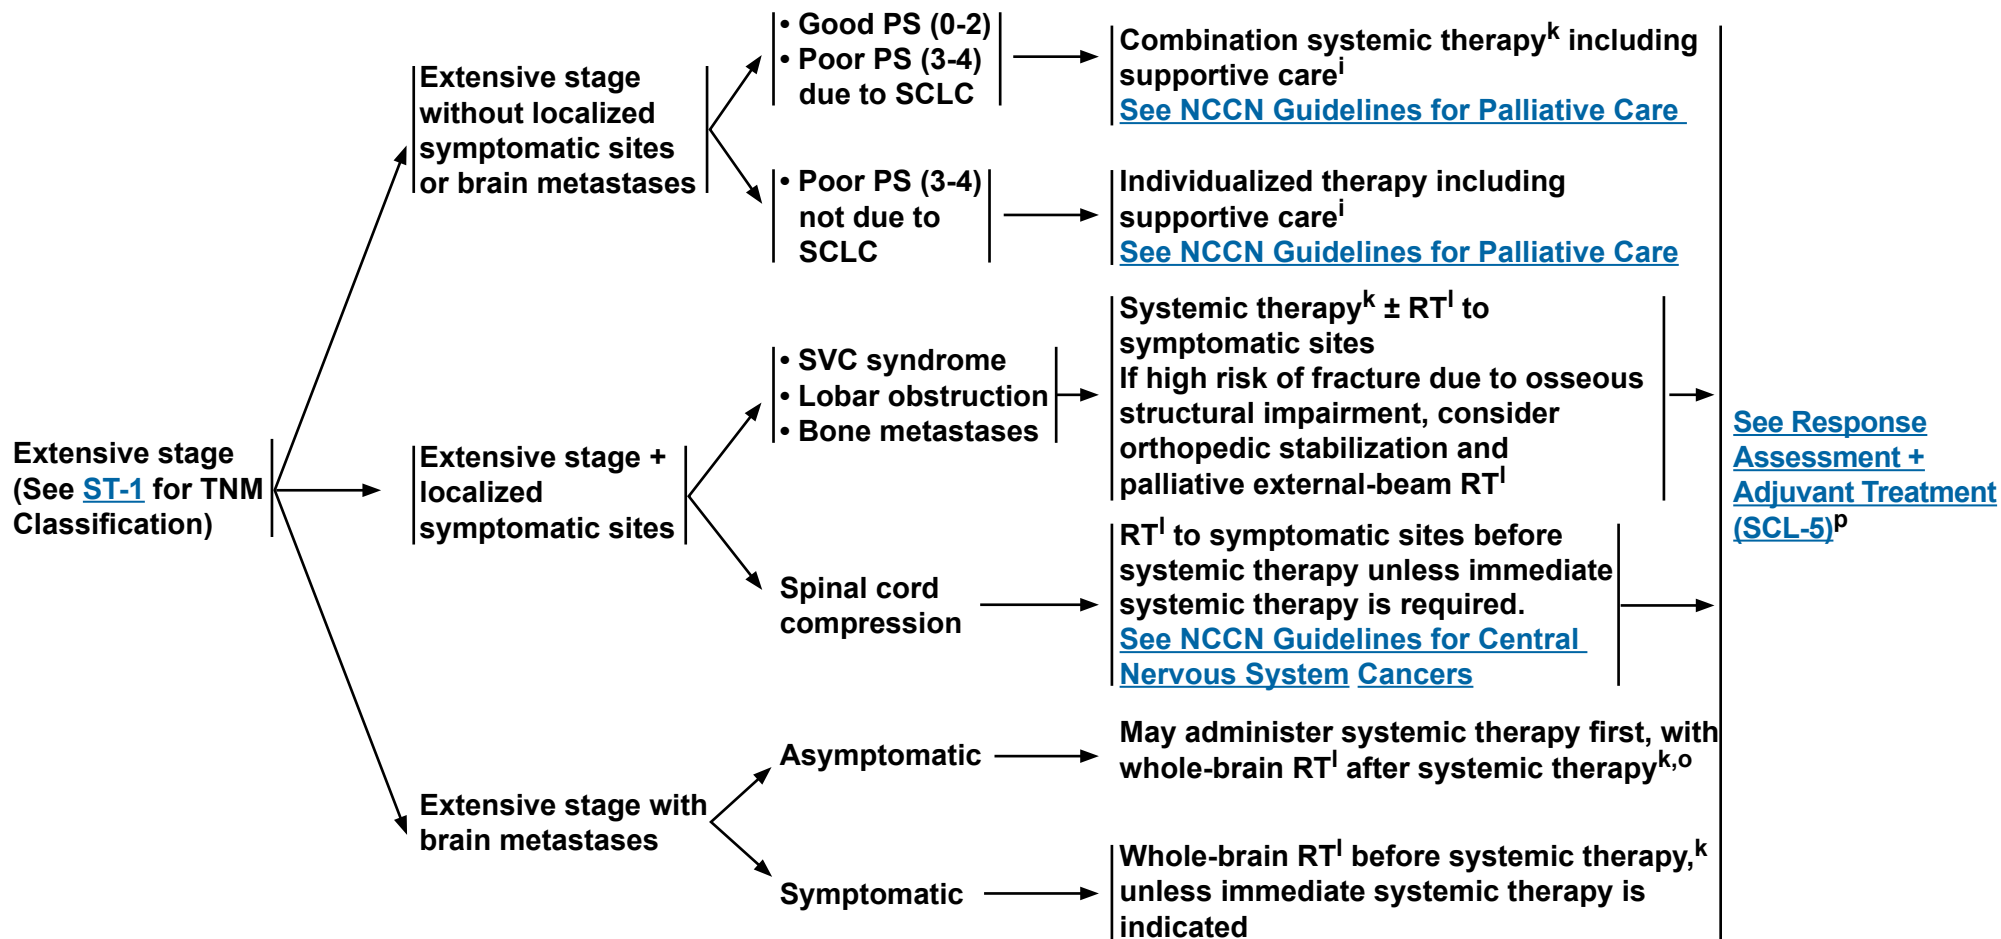 Extensive stage
(See ST-1 for TNM
Classification)
Extensive stage
without localized
symptomatic sites
or brain metastases
• Good PS (0-2)
• Poor PS (3-4)
due to SCLC
Combination systemic therapyᵏ including
supportive careⁱ
See NCCN Guidelines for Palliative Care
• Poor PS (3-4)
not due to
SCLC
Individualized therapy including
supportive careⁱ
See NCCN Guidelines for Palliative Care
Extensive stage +
localized
symptomatic sites
• SVC syndrome
• Lobar obstruction
• Bone metastases
Systemic therapyᵏ ± RTˡ to
symptomatic sites
If high risk of fracture due to osseous
structural impairment, consider
orthopedic stabilization and
palliative external-beam RTˡ
Spinal cord
compression
RTˡ to symptomatic sites before
systemic therapy unless immediate
systemic therapy is required.
See NCCN Guidelines for Central
Nervous System Cancers
Extensive stage with
brain metastases
Asymptomatic
May administer systemic therapy first, with
whole-brain RTˡ after systemic therapyᵏ,ᵒ
Symptomatic
Whole-brain RTˡ before systemic therapy,ᵏ
unless immediate systemic therapy is
indicated
See Response
Assessment +
Adjuvant Treatment
(SCL-5)ᵖ